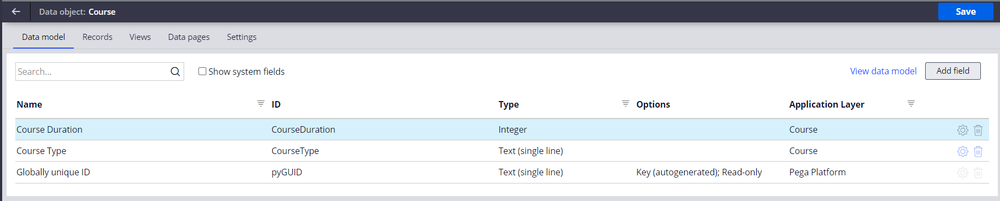 Data object: Course Save
Data model Records Views Data pages Settings
Search... Show system fields View data model Add field
Name ID Type Options Application Layer
Course Duration CourseDuration Integer Course
Course Type CourseType Text (single line) Course
Globally unique ID pyGUID Text (single line) Key (autogenerated); Read-only Pega Platform